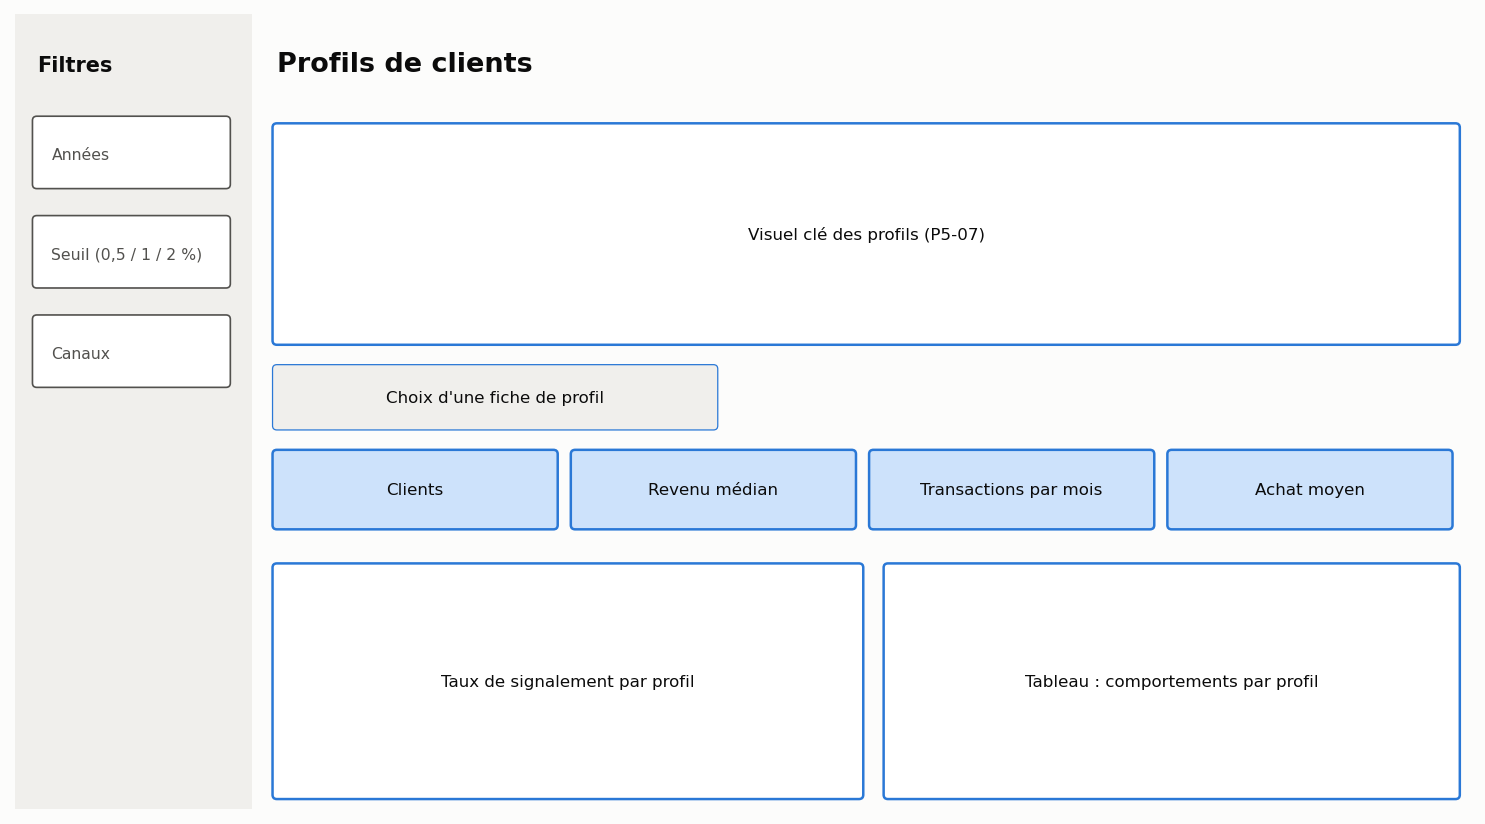 Filtres
Années
Seuil (0,5 / 1 / 2 %)
Canaux
Profils de clients
Visuel clé des profils (P5-07)
Choix d'une fiche de profil
Clients
Revenu médian
Transactions par mois
Achat moyen
Taux de signalement par profil
Tableau : comportements par profil